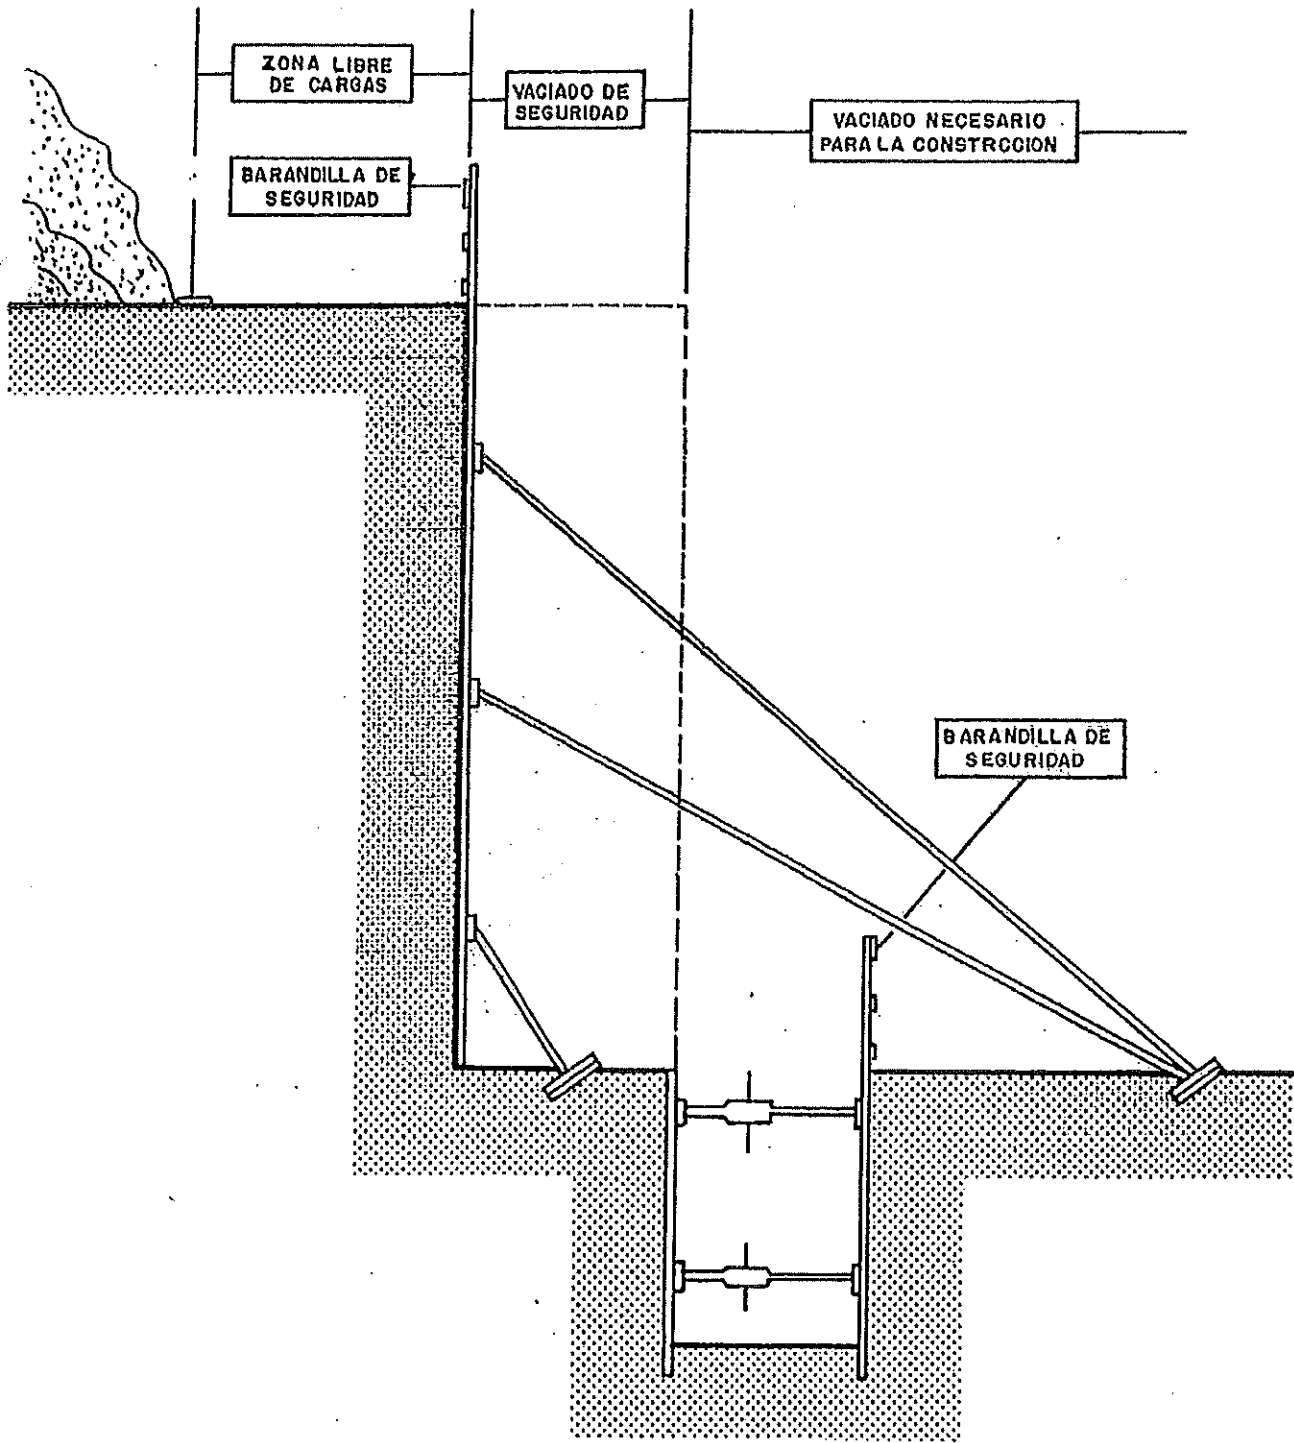 ZONA LIBRE
DE CARGAS
VACIADO DE
SEGURIDAD
VACIADO NECESARIO
PARA LA CONSTRCCION
BARANDILLA DE
SEGURIDAD
BARANDILLA DE
SEGURIDAD